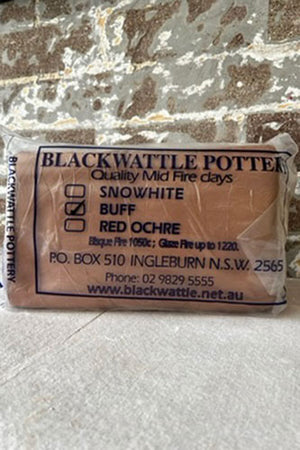 BLACKWATTLE POTTER
Quality Mid Fire clays
SNOWHITE
BUFF
RED OCHRE
Bisque Fire 1050c; Glaze Fire up to 1220.
P.O. BOX 510 INGLEBURN N.S.W. 2565
Phone: 02 9829 5555
www.blackwattle.net.au
BLACKWATTLE POTTERY